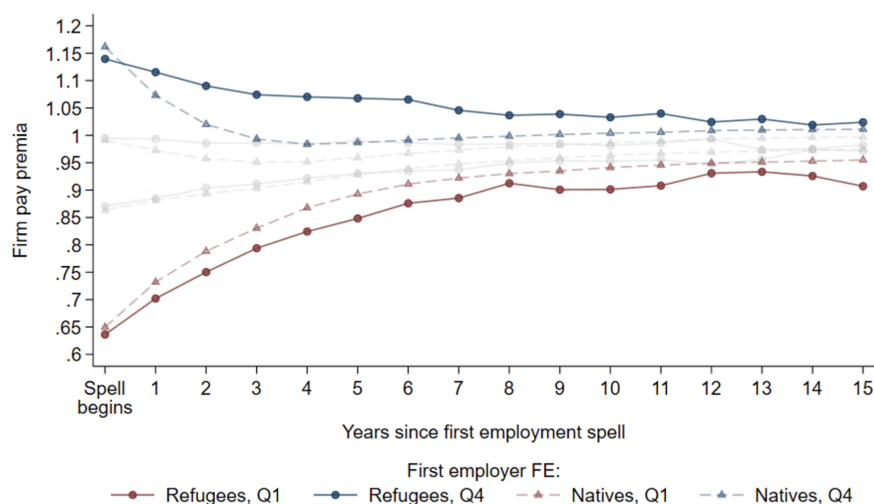 1.2
1.15
1.1
1.05
1
.95
.9
.85
.8
.75
.7
.65
.6
Firm pay premia
Spell begins 1 2 3 4 5 6 7 8 9 10 11 12 13 14 15
Years since first employment spell
First employer FE:
Refugees, Q1 Refugees, Q4 Natives, Q1 Natives, Q4